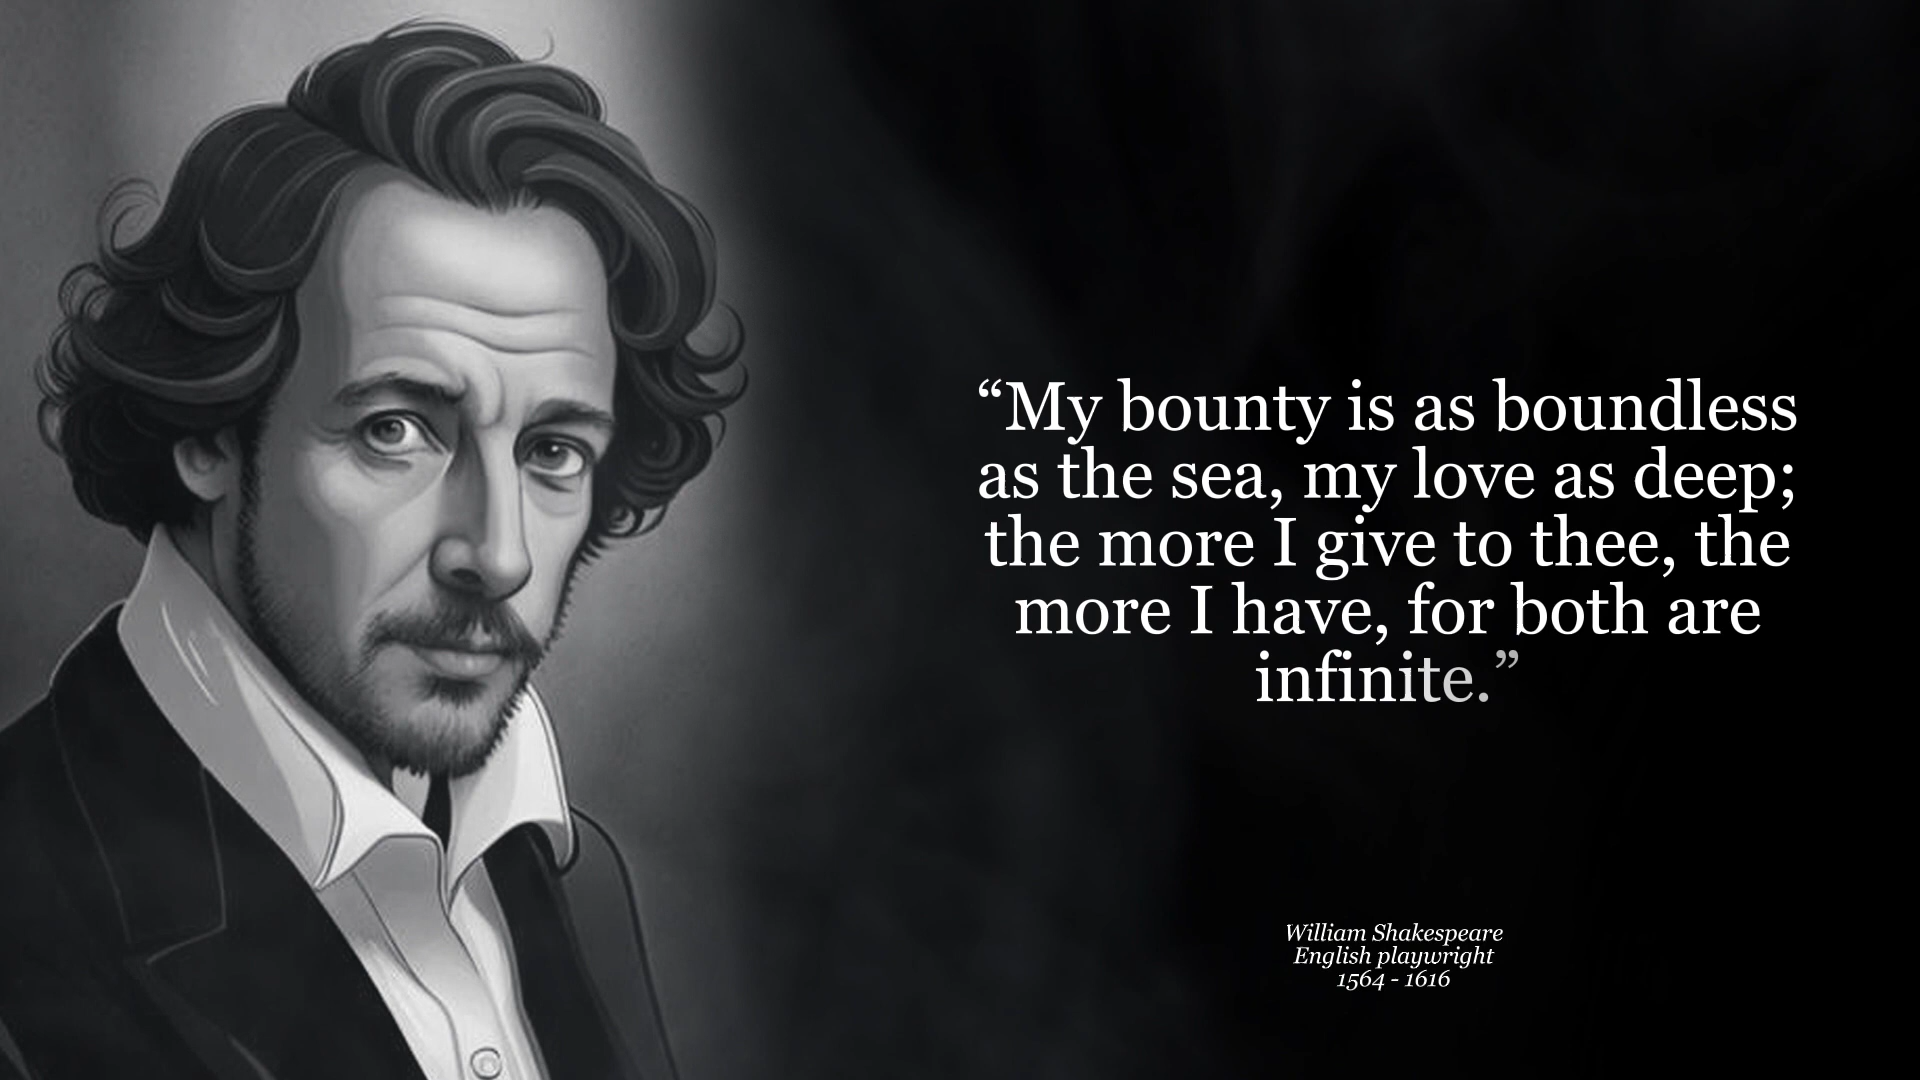 “My bounty is as boundless
as the sea, my love as deep;
the more I give to thee, the
more I have, for both are
infinite.”
William Shakespeare
English playwright
1564 - 1616